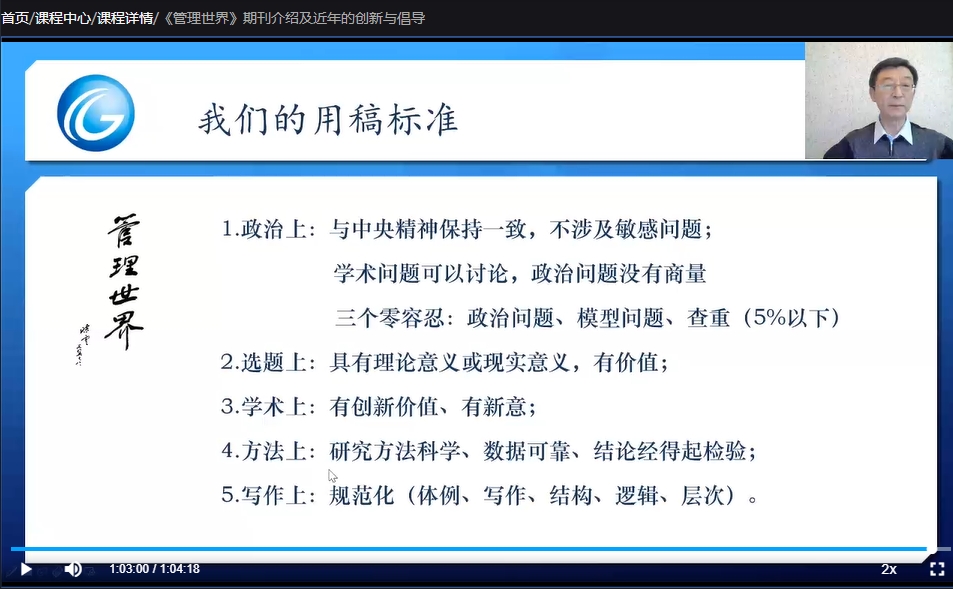 首页/课程中心/课程详情/《管理世界》期刊介绍及近年的创新与倡导
我们的用稿标准
管理世界
1.政治上：与中央精神保持一致，不涉及敏感问题；
学术问题可以讨论，政治问题没有商量
三个零容忍：政治问题、模型问题、查重（5%以下）
2.选题上：具有理论意义或现实意义，有价值；
3.学术上：有创新价值、有新意；
4.方法上：研究方法科学、数据可靠、结论经得起检验；
5.写作上：规范化（体例、写作、结构、逻辑、层次）。
1:03:00 / 1:04:18
2x